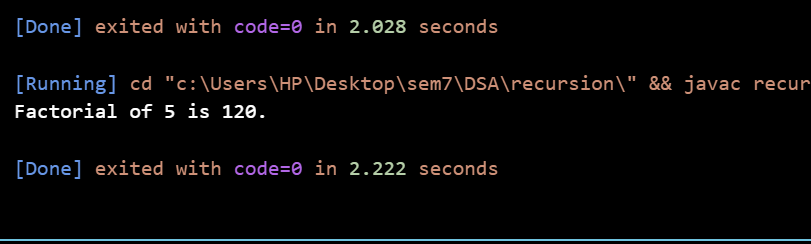 [Done] exited with code=0 in 2.028 seconds
[Running] cd "c:\Users\HP\Desktop\sem7\DSA\recursion\" && javac recur
Factorial of 5 is 120.
[Done] exited with code=0 in 2.222 seconds